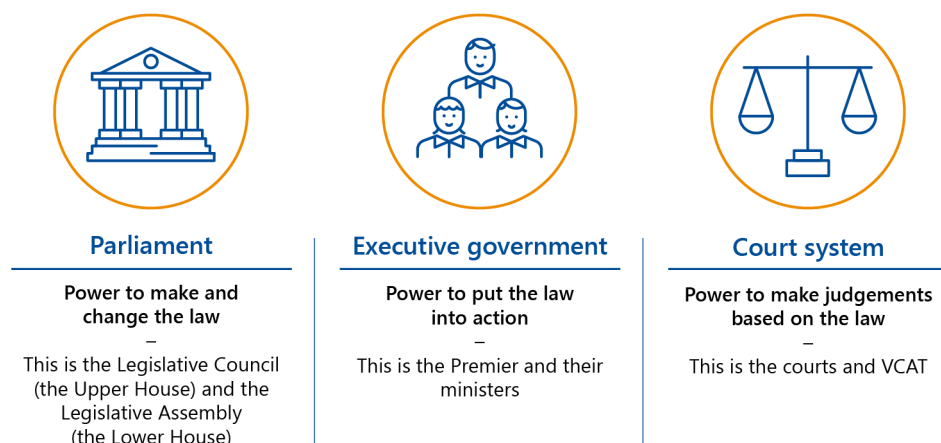 Parliament
Power to make and
change the law
–
This is the Legislative Council
(the Upper House) and the
Legislative Assembly
(the Lower House)
Executive government
Power to put the law
into action
–
This is the Premier and their
ministers
Court system
Power to make judgements
based on the law
–
This is the courts and VCAT